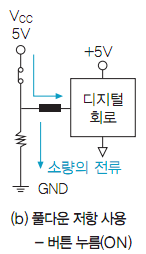 Vcc
5V
+5V
디지털
회로
소량의 전류
GND
(b) 풀다운 저항 사용
- 버튼 누름(ON)